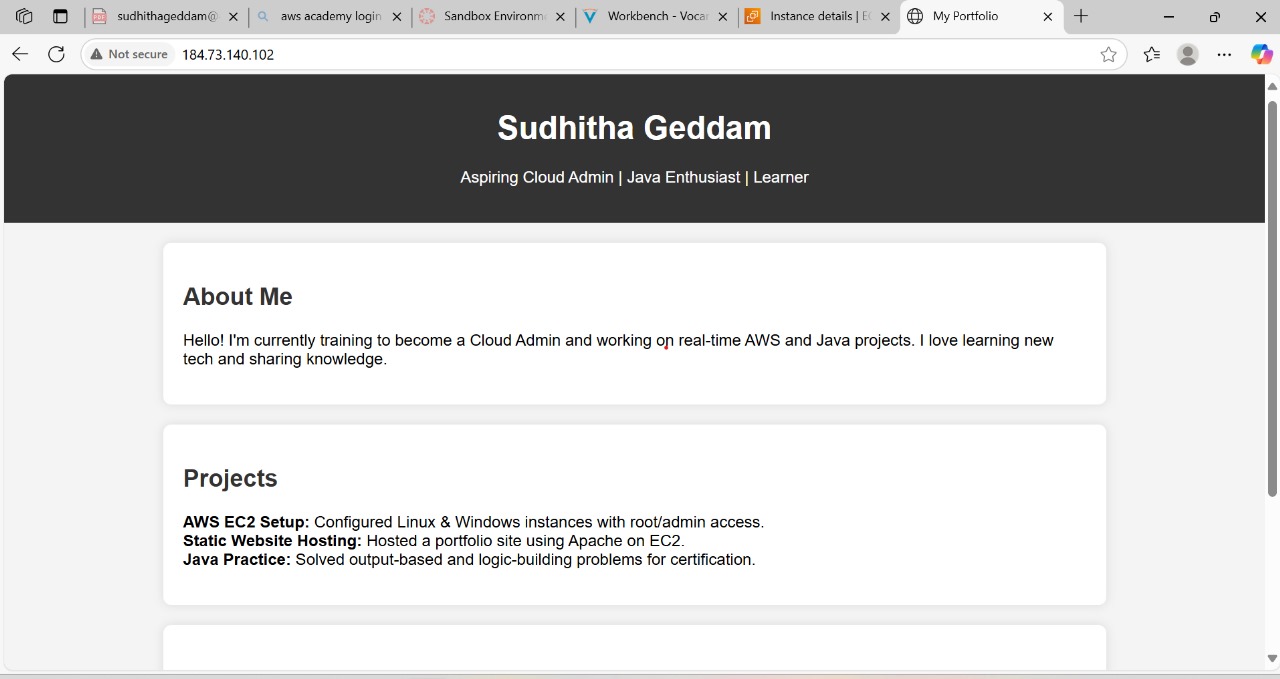 sudhithageddam@
aws academy login
Sandbox Environm
Workbench - Vocar
Instance details | EC
My Portfolio
Not secure
184.73.140.102
Sudhitha Geddam
Aspiring Cloud Admin | Java Enthusiast | Learner
About Me
Hello! I'm currently training to become a Cloud Admin and working on real-time AWS and Java projects. I love learning new
tech and sharing knowledge.
Projects
AWS EC2 Setup: Configured Linux & Windows instances with root/admin access.
Static Website Hosting: Hosted a portfolio site using Apache on EC2.
Java Practice: Solved output-based and logic-building problems for certification.